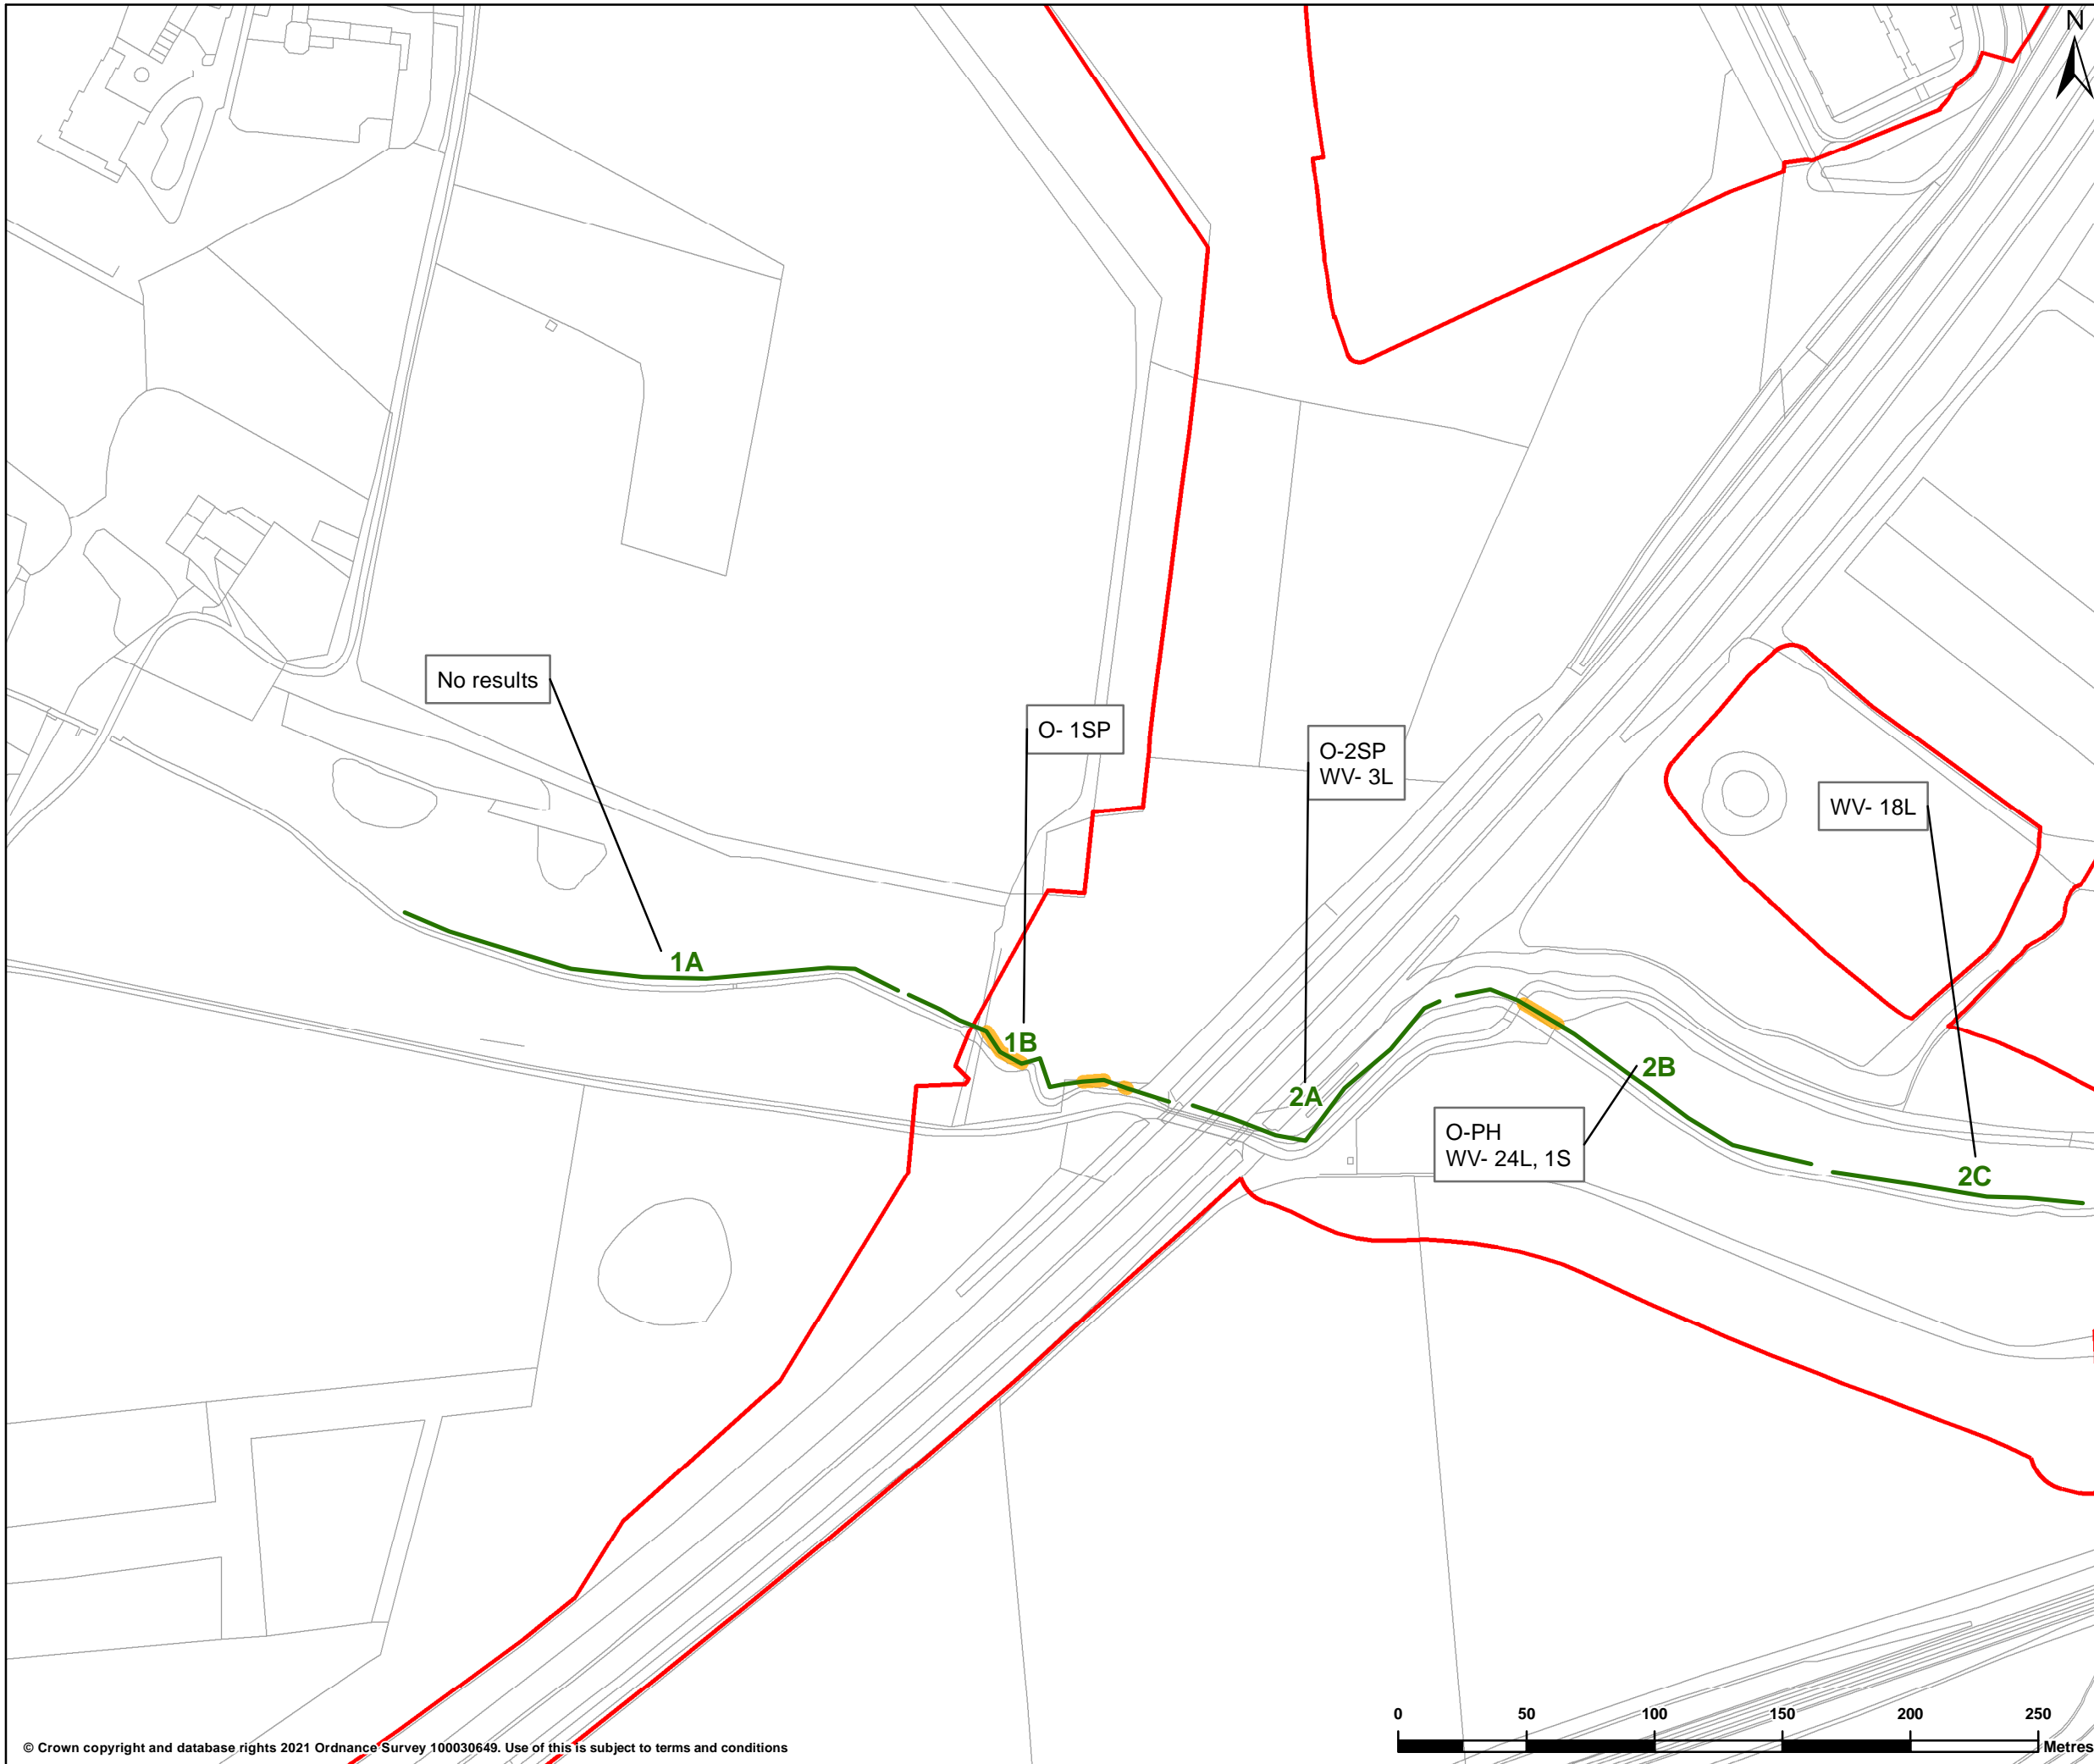 N
No results
O- 1SP
O-2SP
WV- 3L
WV- 18L
1A
1B
2A
2B
O-PH
WV- 24L, 1S
2C
0 50 100 150 200 250
Metres
© Crown copyright and database rights 2021 Ordnance Survey 100030649. Use of this is subject to terms and conditions